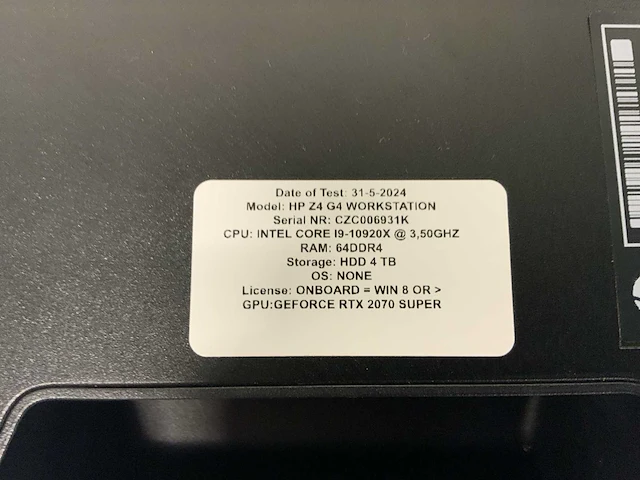 Date of Test: 31-5-2024
Model: HP Z4 G4 WORKSTATION
Serial NR: CZC006931K
CPU: INTEL CORE I9-10920X @ 3,50GHZ
RAM: 64DDR4
Storage: HDD 4 TB
OS: NONE
License: ONBOARD = WIN 8 OR >
GPU:GEFORCE RTX 2070 SUPER